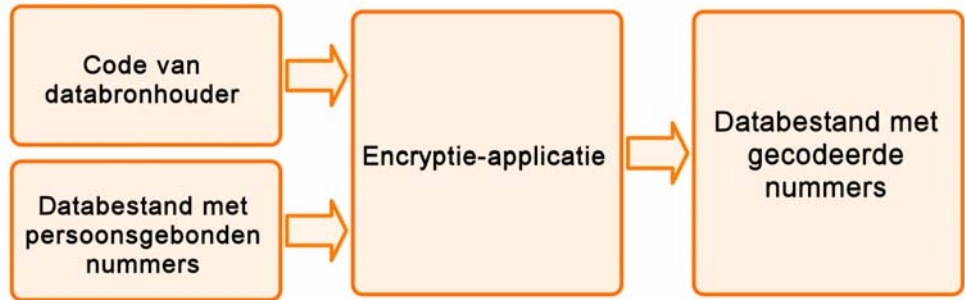 Code van
databronhouder
Databestand met
persoonsgebonden
nummers
Encryptie-applicatie
Databestand met
gecodeerde
nummers